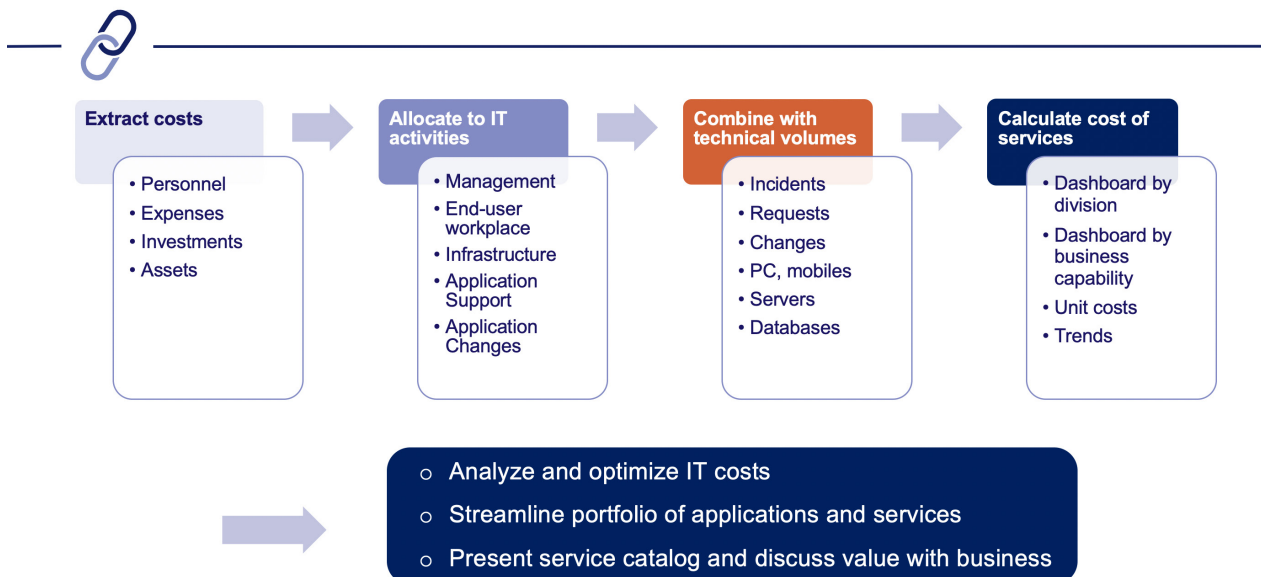 Extract costs
• Personnel
• Expenses
• Investments
• Assets
Allocate to IT
activities
• Management
• End-user
workplace
• Infrastructure
• Application
Support
• Application
Changes
Combine with
technical volumes
• Incidents
• Requests
• Changes
• PC, mobiles
• Servers
• Databases
Calculate cost of
services
• Dashboard by
division
• Dashboard by
business
capability
• Unit costs
• Trends
o Analyze and optimize IT costs
o Streamline portfolio of applications and services
o Present service catalog and discuss value with business